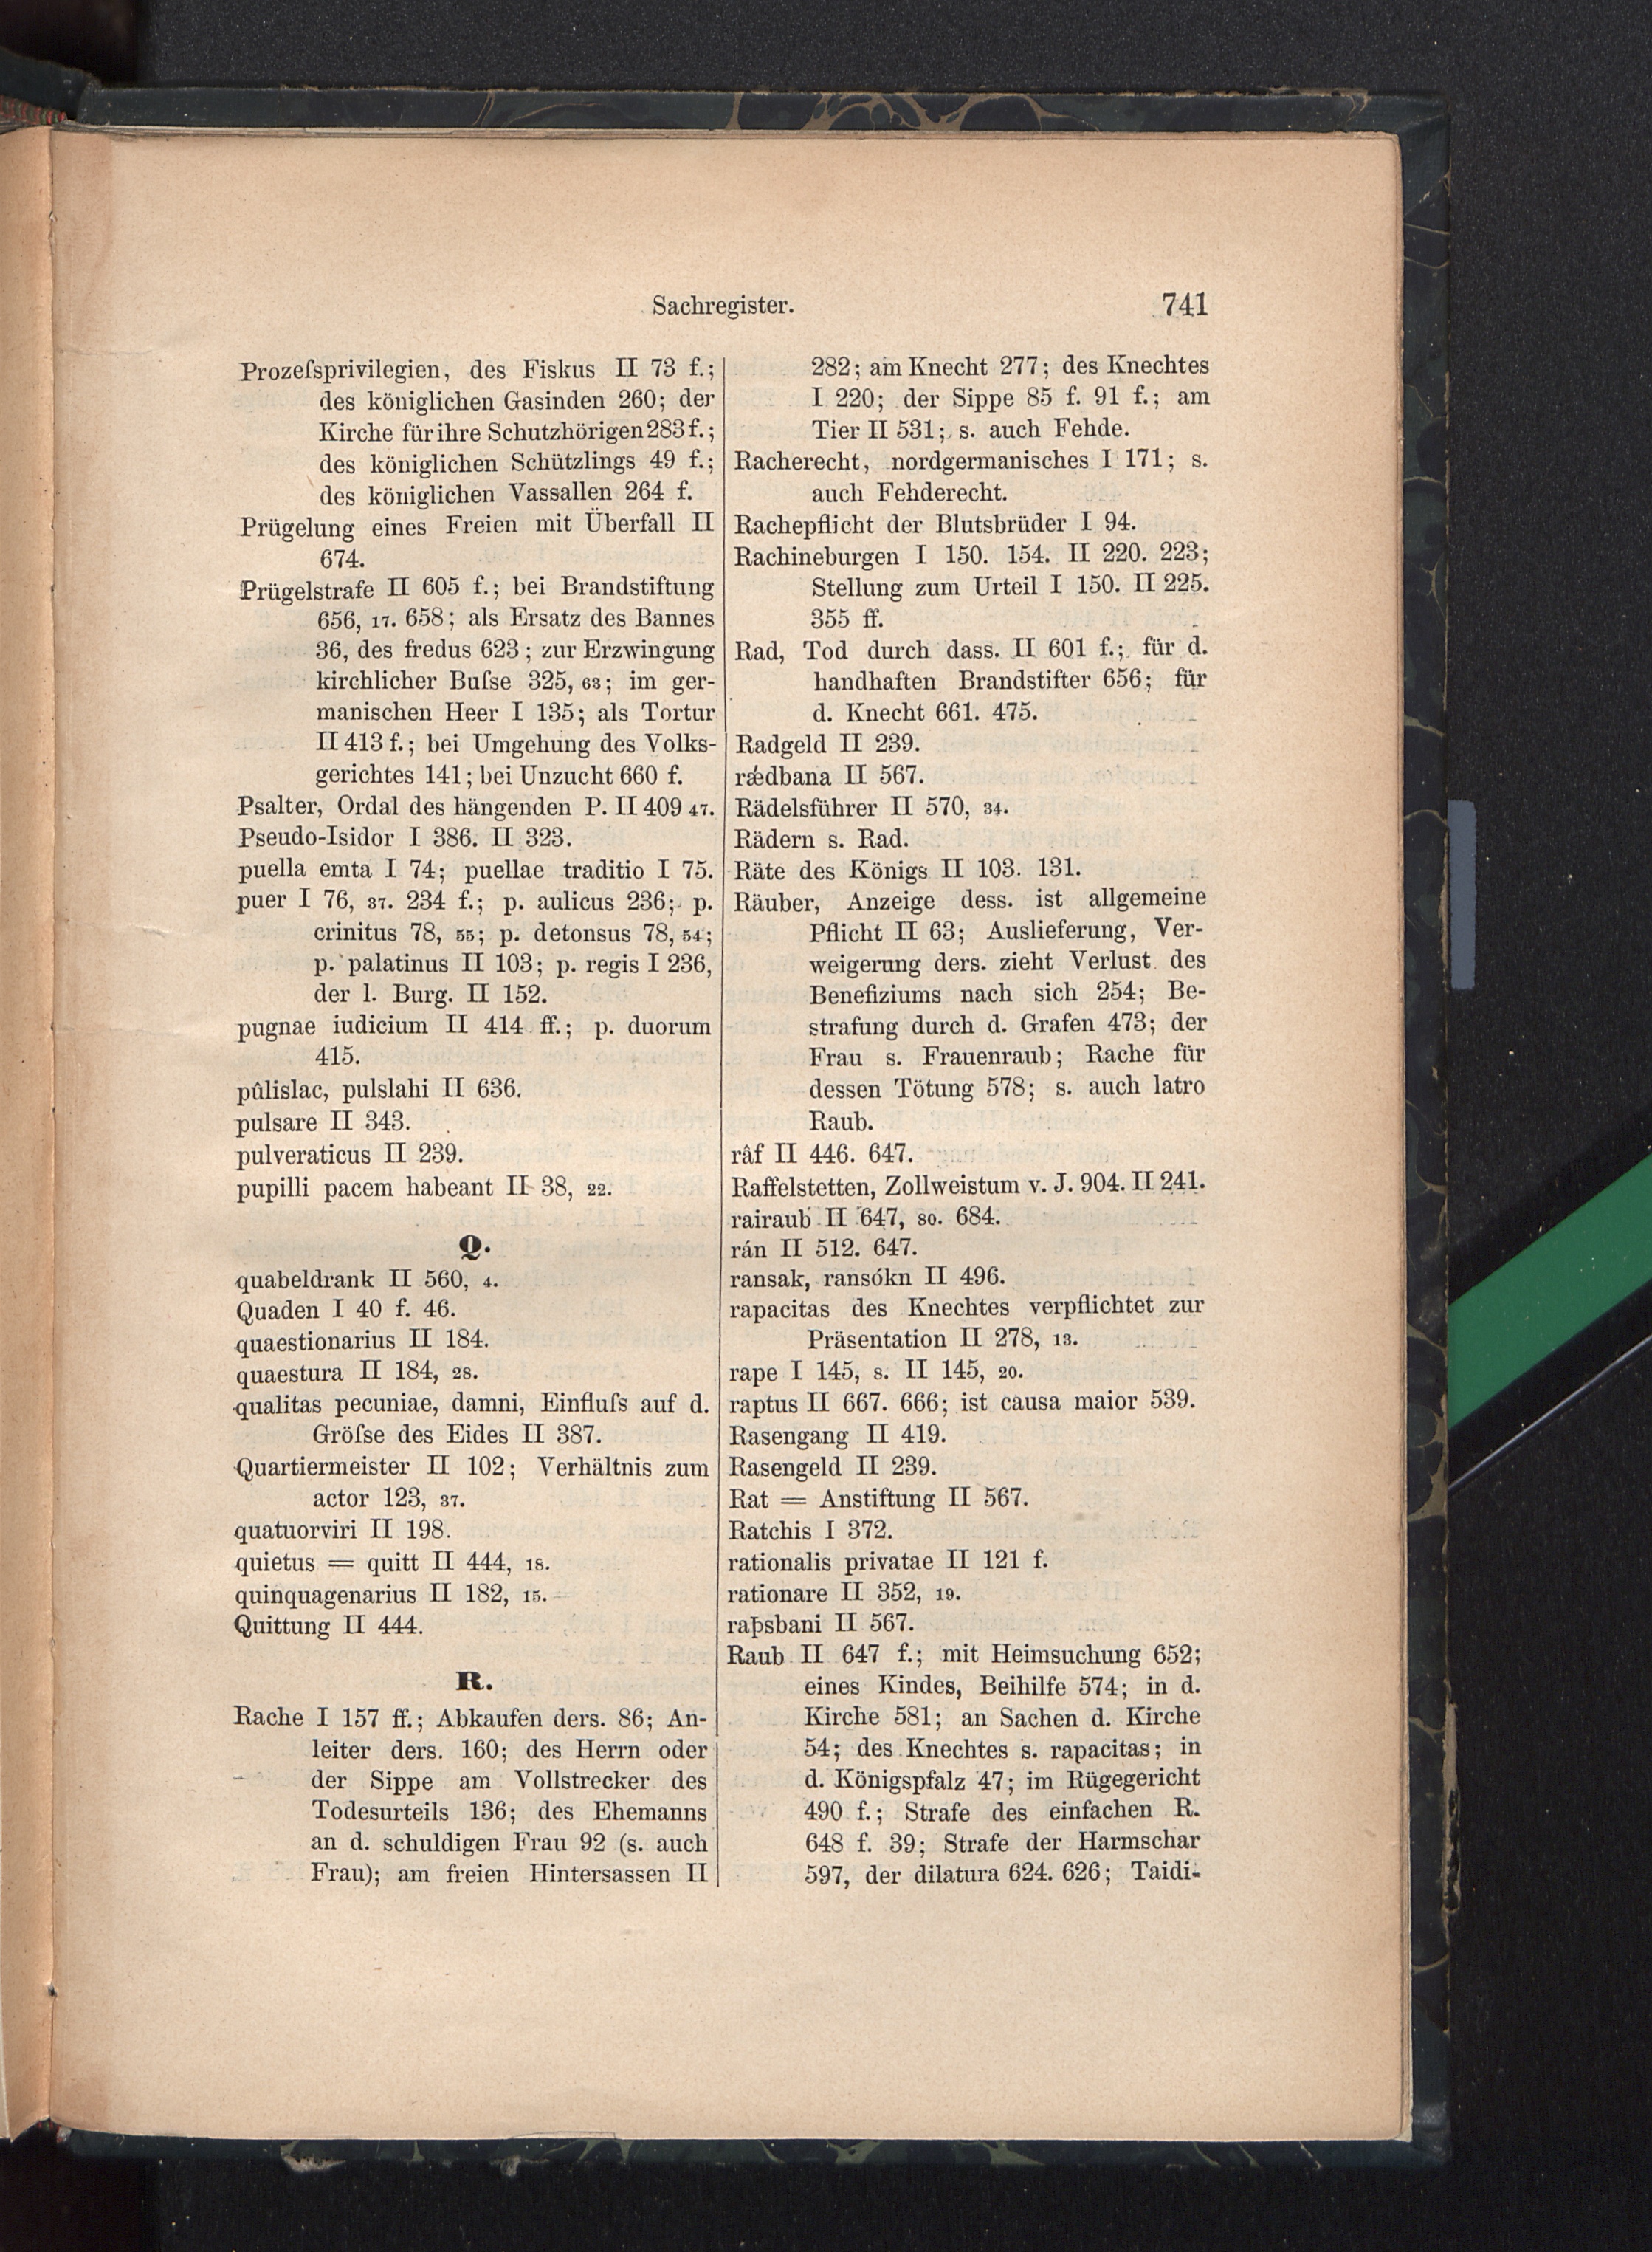 Sachregister. 741
Prozeſsprivilegien, des Fiskus II 73 f.;
des königlichen Gasinden 260; der
Kirche für ihre Schutzhörigen 283 f.;
des königlichen Schützlings 49 f.;
des königlichen Vassallen 264 f.
Prügelung eines Freien mit Überfall II
674.
Prügelstrafe II 605 f.; bei Brandstiftung
656, 17. 658; als Ersatz des Bannes
36, des fredus 623; zur Erzwingung
kirchlicher Buſse 325, 63; im ger-
manischen Heer I 135; als Tortur
II 413 f.; bei Umgehung des Volks-
gerichtes 141; bei Unzucht 660 f.
Psalter, Ordal des hängenden P. II 409 47.
Pseudo-Isidor I 386. II 323.
puella emta I 74; puellae traditio I 75.
puer I 76, 37. 234 f.; p. aulicus 236; p.
crinitus 78, 55; p. detonsus 78, 54;
p. palatinus II 103; p. regis I 236,
der l. Burg. II 152.
pugnae iudicium II 414 ff.; p. duorum
415.
pûlislac, pulslahi II 636.
pulsare II 343.
pulveraticus II 239.
pupilli pacem habeant II 38, 22.
Q.
quabeldrank II 560, 4.
Quaden I 40 f. 46.
quaestionarius II 184.
quaestura II 184, 28.
qualitas pecuniae, damni, Einfluſs auf d.
Gröſse des Eides II 387.
Quartiermeister II 102; Verhältnis zum
actor 123, 37.
quatuorviri II 198.
quietus = quitt II 444, 18.
quinquagenarius II 182, 15.
Quittung II 444.
R.
Rache I 157 ff.; Abkaufen ders. 86; An-
leiter ders. 160; des Herrn oder
der Sippe am Vollstrecker des
Todesurteils 136; des Ehemanns
an d. schuldigen Frau 92 (s. auch
Frau); am freien Hintersassen II
282; am Knecht 277; des Knechtes
I 220; der Sippe 85 f. 91 f.; am
Tier II 531; s. auch Fehde.
Racherecht, nordgermanisches I 171; s.
auch Fehderecht.
Rachepflicht der Blutsbrüder I 94.
Rachineburgen I 150. 154. II 220. 223;
Stellung zum Urteil I 150. II 225.
355 ff.
Rad, Tod durch dass. II 601 f.; für d.
handhaften Brandstifter 656; für
d. Knecht 661. 475.
Radgeld II 239.
rǽdbana II 567.
Rädelsführer II 570, 34.
Rädern s. Rad.
Räte des Königs II 103. 131.
Räuber, Anzeige dess. ist allgemeine
Pflicht II 63; Auslieferung, Ver-
weigerung ders. zieht Verlust des
Benefiziums nach sich 254; Be-
strafung durch d. Grafen 473; der
Frau s. Frauenraub; Rache für
dessen Tötung 578; s. auch latro
Raub.
râf II 446. 647.
Raffelstetten, Zollweistum v. J. 904. II 241.
rairaub II 647, 80. 684.
rán II 512. 647.
ransak, ransókn II 496.
rapacitas des Knechtes verpflichtet zur
Präsentation II 278, 13.
rape I 145, 8. II 145, 20.
raptus II 667. 666; ist causa maior 539.
Rasengang II 419.
Rasengeld II 239.
Rat = Anstiftung II 567.
Ratchis I 372.
rationalis privatae II 121 f.
rationare II 352, 19.
raþsbani II 567.
Raub II 647 f.; mit Heimsuchung 652;
eines Kindes, Beihilfe 574; in d.
Kirche 581; an Sachen d. Kirche
54; des Knechtes s. rapacitas; in
d. Königspfalz 47; im Rügegericht
490 f.; Strafe des einfachen R.
648 f. 39; Strafe der Harmschar
597, der dilatura 624. 626; Taidi-